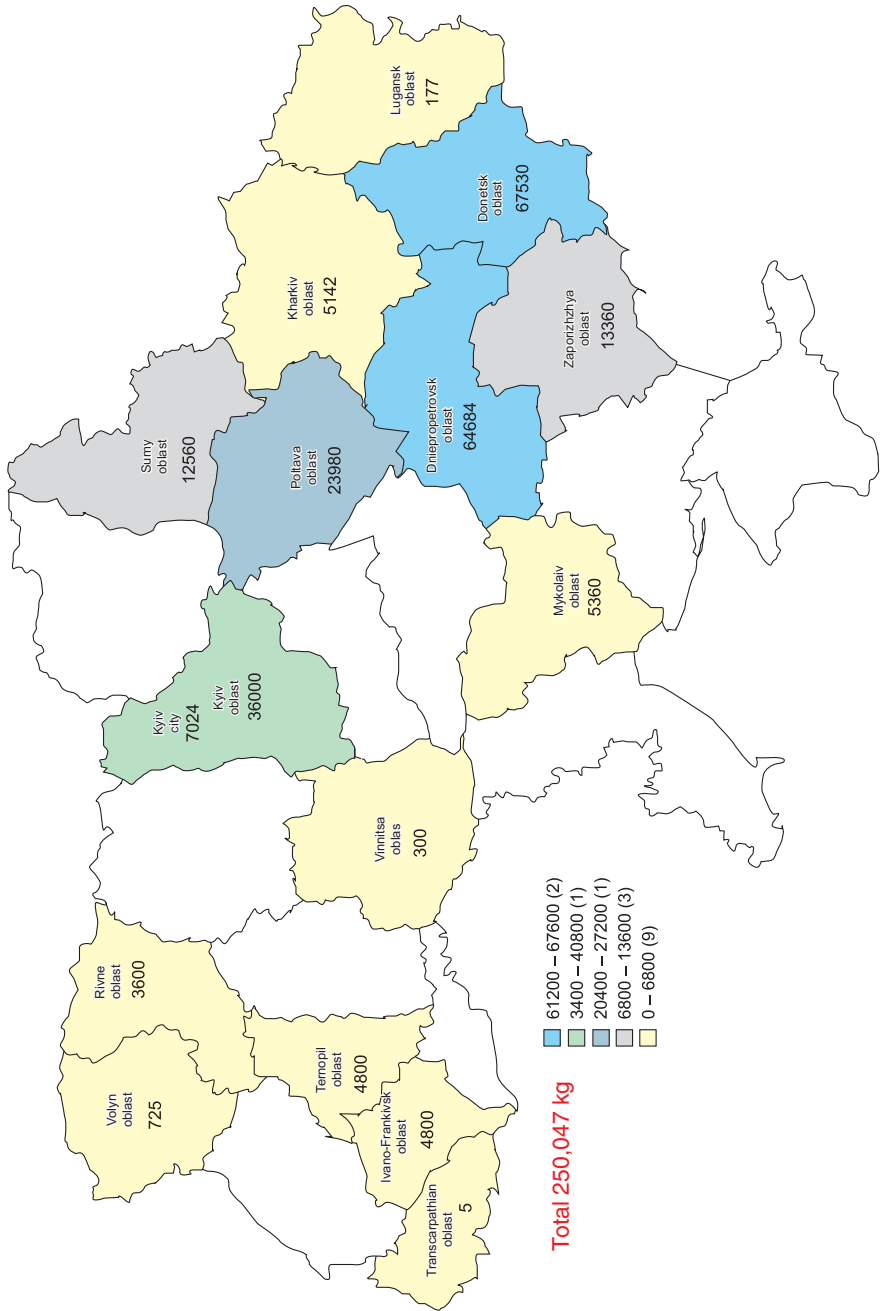 Volyn
oblast
725
Rivne
oblast
3600
Kyiv
city
7024
Kyiv
oblast
36000
Sumy
oblast
12560
Poltava
oblast
23980
Kharkiv
oblast
5142
Lugansk
oblast
177
Donetsk
oblast
67530
Dniepropetrovsk
oblast
64684
Zaporizhzhya
oblast
13360
Mykolaiv
oblast
5360
Vinnitsa
oblas
300
Ternopil
oblast
4800
Ivano-Frankivsk
oblast
4800
Transcarpathian
oblast
5
Total 250,047 kg
61200 – 67600 (2)
3400 – 40800 (1)
20400 – 27200 (1)
6800 – 13600 (3)
0 – 6800 (9)